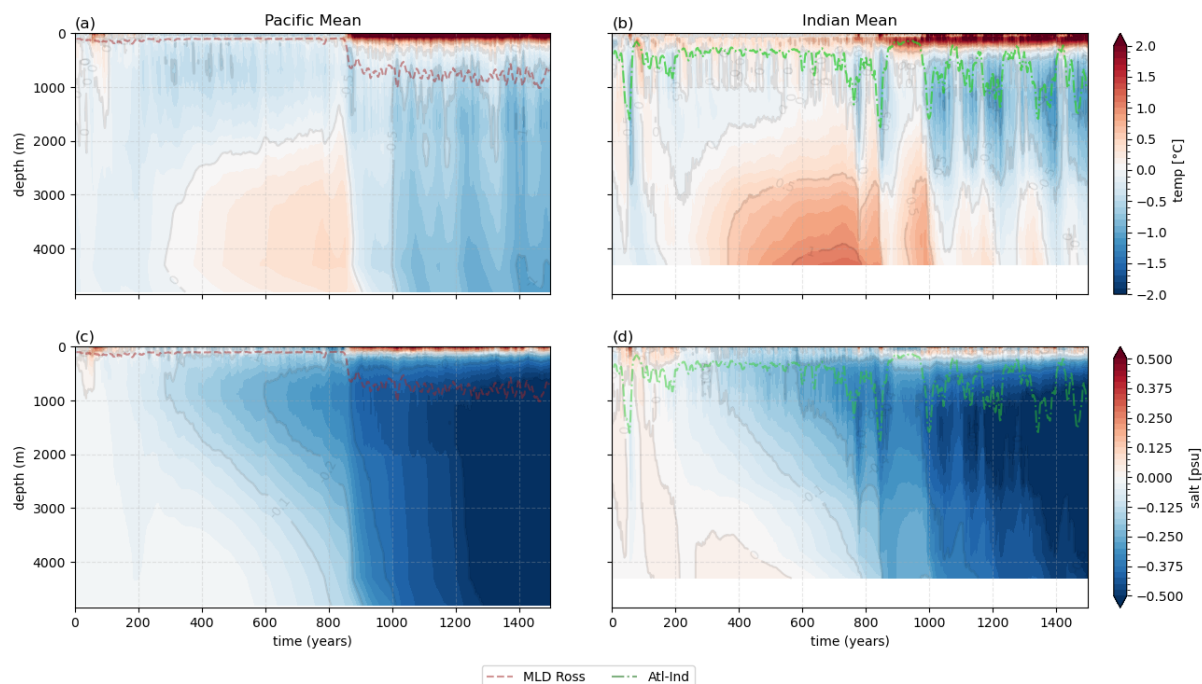 Pacific Mean
Indian Mean
(a)
(b)
0
1000
2000
3000
4000
depth (m)
2.0
1.5
1.0
0.5
0.0
−0.5
−1.0
−1.5
−2.0
temp [°C]
(c)
(d)
0
1000
2000
3000
4000
depth (m)
0.500
0.375
0.250
0.125
0.000
−0.125
−0.250
−0.375
−0.500
salt [psu]
0 200 400 600 800 1000 1200 1400
0 200 400 600 800 1000 1200 1400
time (years)
time (years)
MLD Ross
Atl-Ind